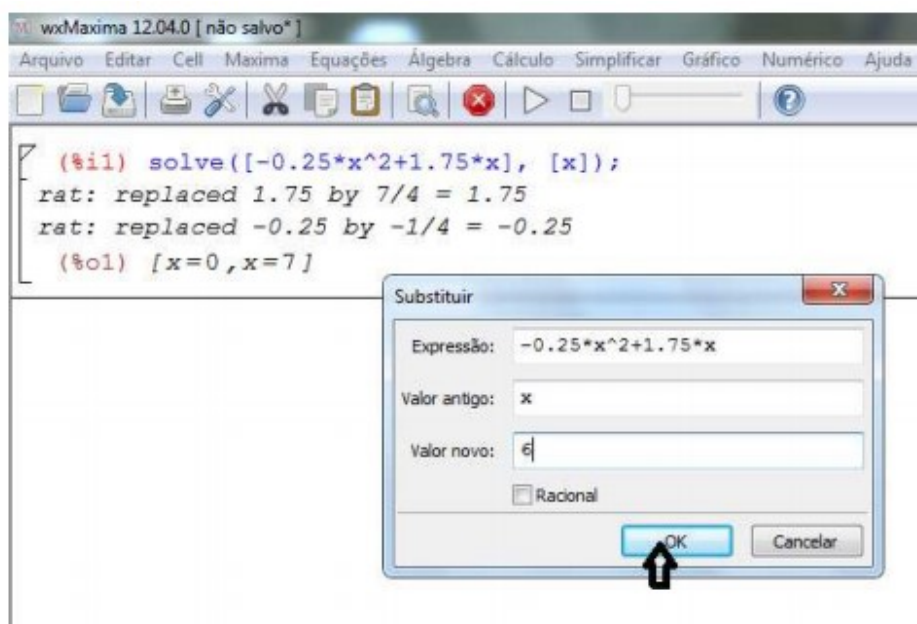 wxMaxima 12.04.0 [ não salvo* ]
Arquivo Editar Cell Maxima Equações Álgebra Cálculo Simplificar Gráfico Numérico Ajuda
(%i1) solve([-0.25*x^2+1.75*x], [x]);
rat: replaced 1.75 by 7/4 = 1.75
rat: replaced -0.25 by -1/4 = -0.25
(%o1) [x=0,x=7]
Substituir
Expressão: -0.25*x^2+1.75*x
Valor antigo: x
Valor novo: 6
Racional
OK Cancelar